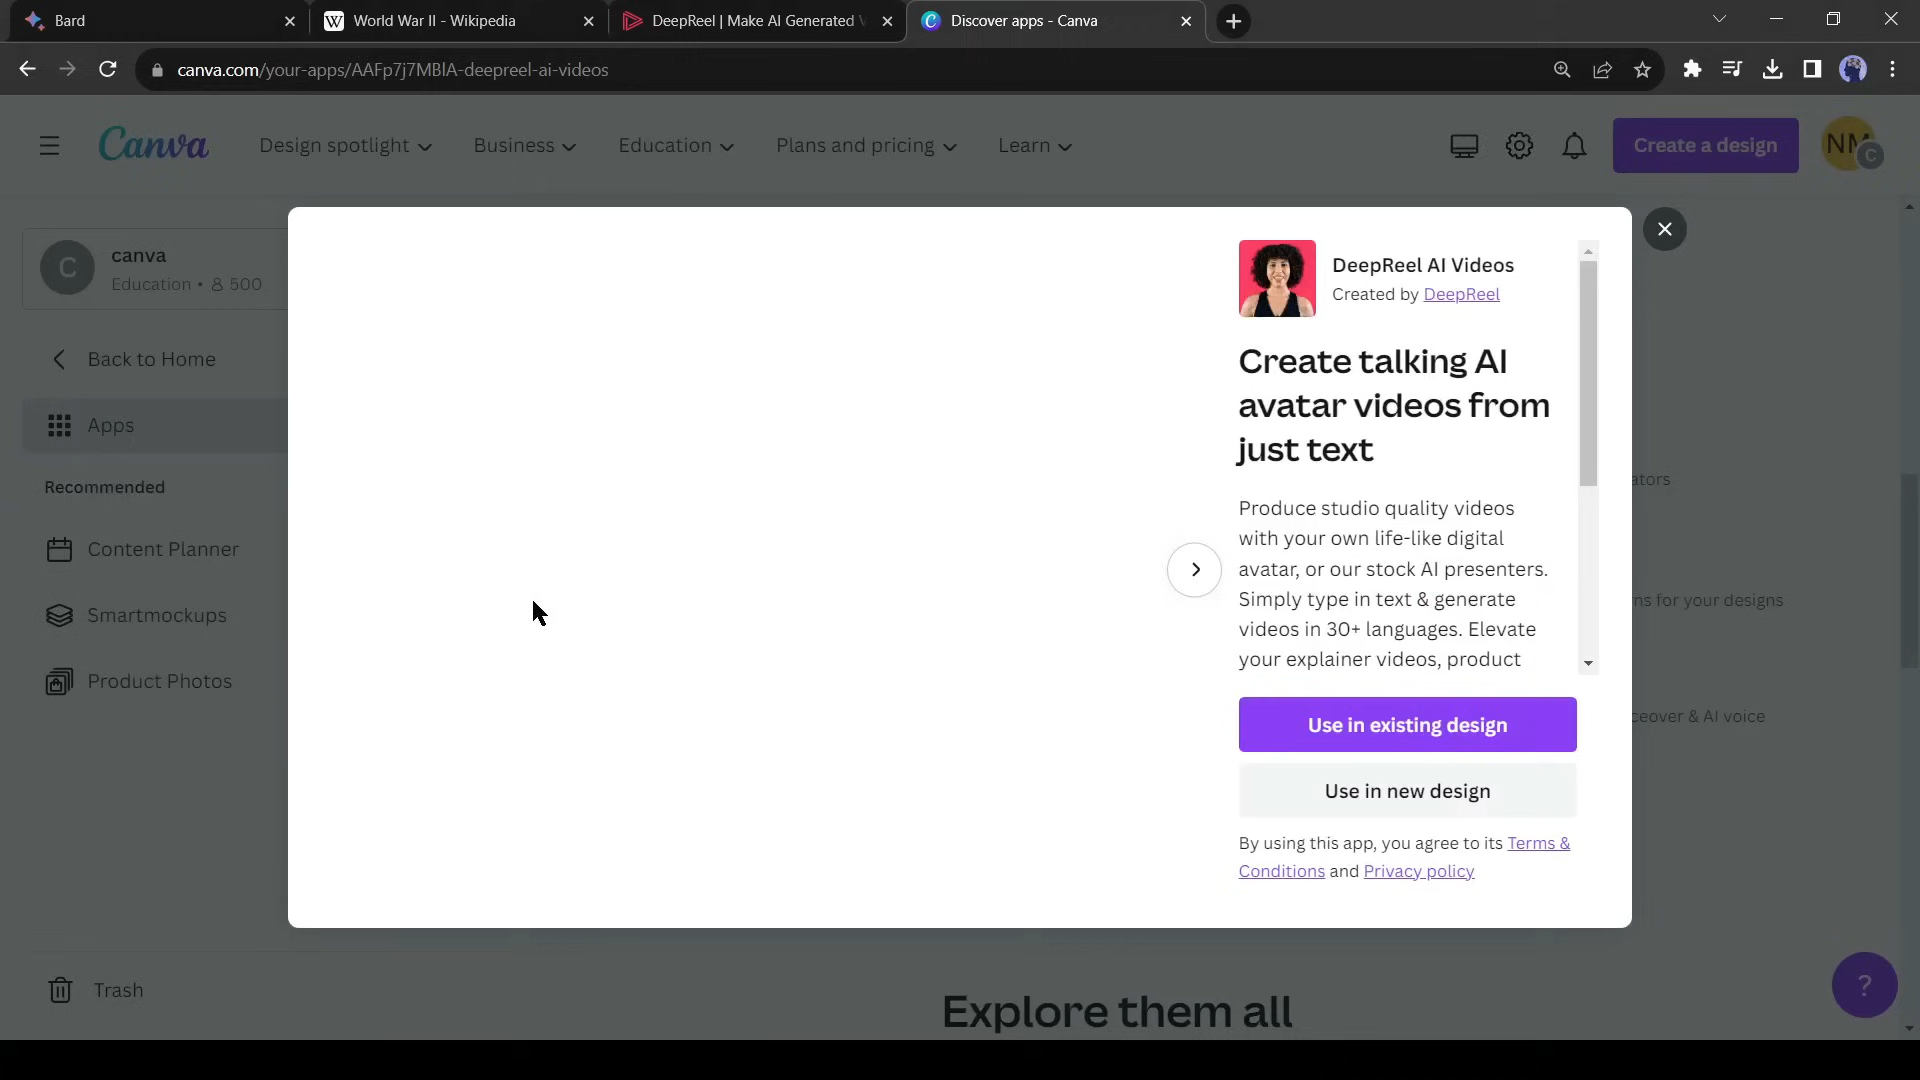 Bard
World War II - Wikipedia
DeepReel | Make AI Generated V
Discover apps - Canva
canva.com/your-apps/AAFp7j7MBIA-deepreel-ai-videos
Canva
Design spotlight
Business
Education
Plans and pricing
Learn
Create a design
NM
C
C
canva
Education • 500
Back to Home
Apps
Recommended
Content Planner
Smartmockups
Product Photos
Trash
DeepReel AI Videos
Created by DeepReel
Create talking AI
avatar videos from
just text
Produce studio quality videos
with your own life-like digital
avatar, or our stock AI presenters.
Simply type in text & generate
videos in 30+ languages. Elevate
your explainer videos, product
Use in existing design
Use in new design
By using this app, you agree to its Terms &
Conditions and Privacy policy
ators
ns for your designs
ceover & AI voice
Explore them all
?